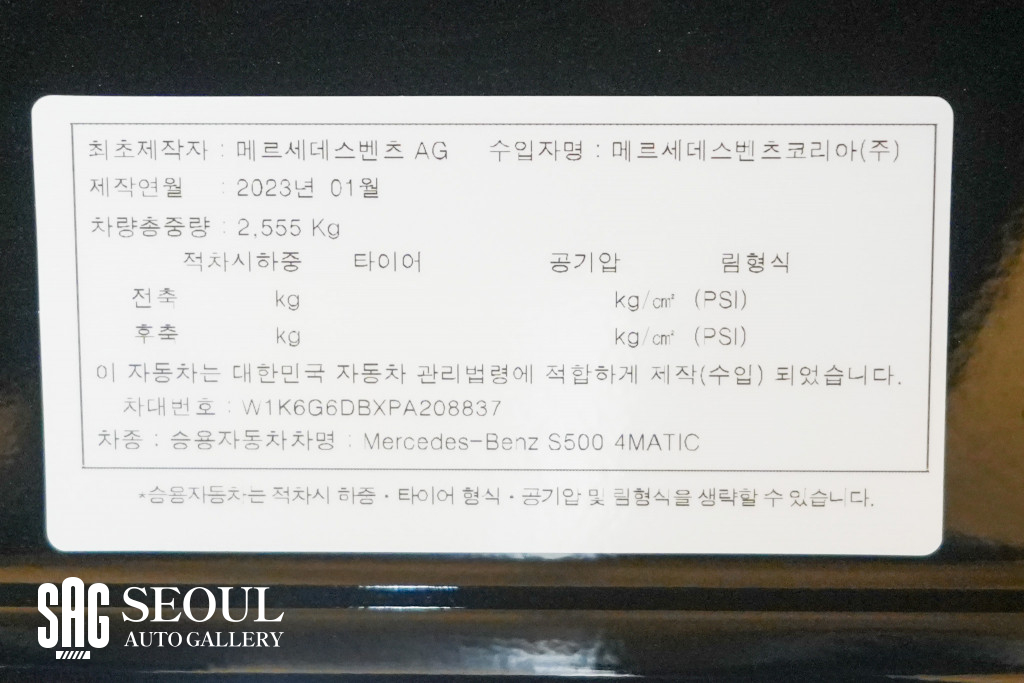 최초제작자 : 메르세데스벤츠 AG 수입자명 : 메르세데스벤츠코리아(주)
제작연월 : 2023년 01월
차량총중량 : 2,555 Kg
적차시하중 타이어 공기압 림형식
전축 kg kg/㎠ (PSI)
후축 kg kg/㎠ (PSI)
이 자동차는 대한민국 자동차 관리법령에 적합하게 제작(수입) 되었습니다.
차대번호 : W1K6G6DBXPA208837
차종 : 승용자동차차명 : Mercedes-Benz S500 4MATIC
*승용자동차는 적차시 하중·타이어 형식·공기압 및 림형식을 생략할 수 있습니다.
SAG SEOUL
AUTO GALLERY